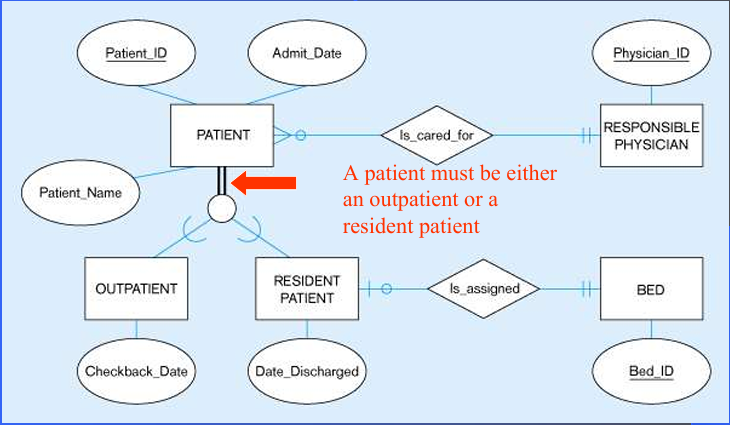 Patient_ID
Admit_Date
Physician_ID
PATIENT
Is_cared_for
RESPONSIBLE
PHYSICIAN
Patient_Name
A patient must be either
an outpatient or a
resident patient
OUTPATIENT
RESIDENT
PATIENT
Is_assigned
BED
Checkback_Date
Date_Discharged
Bed_ID